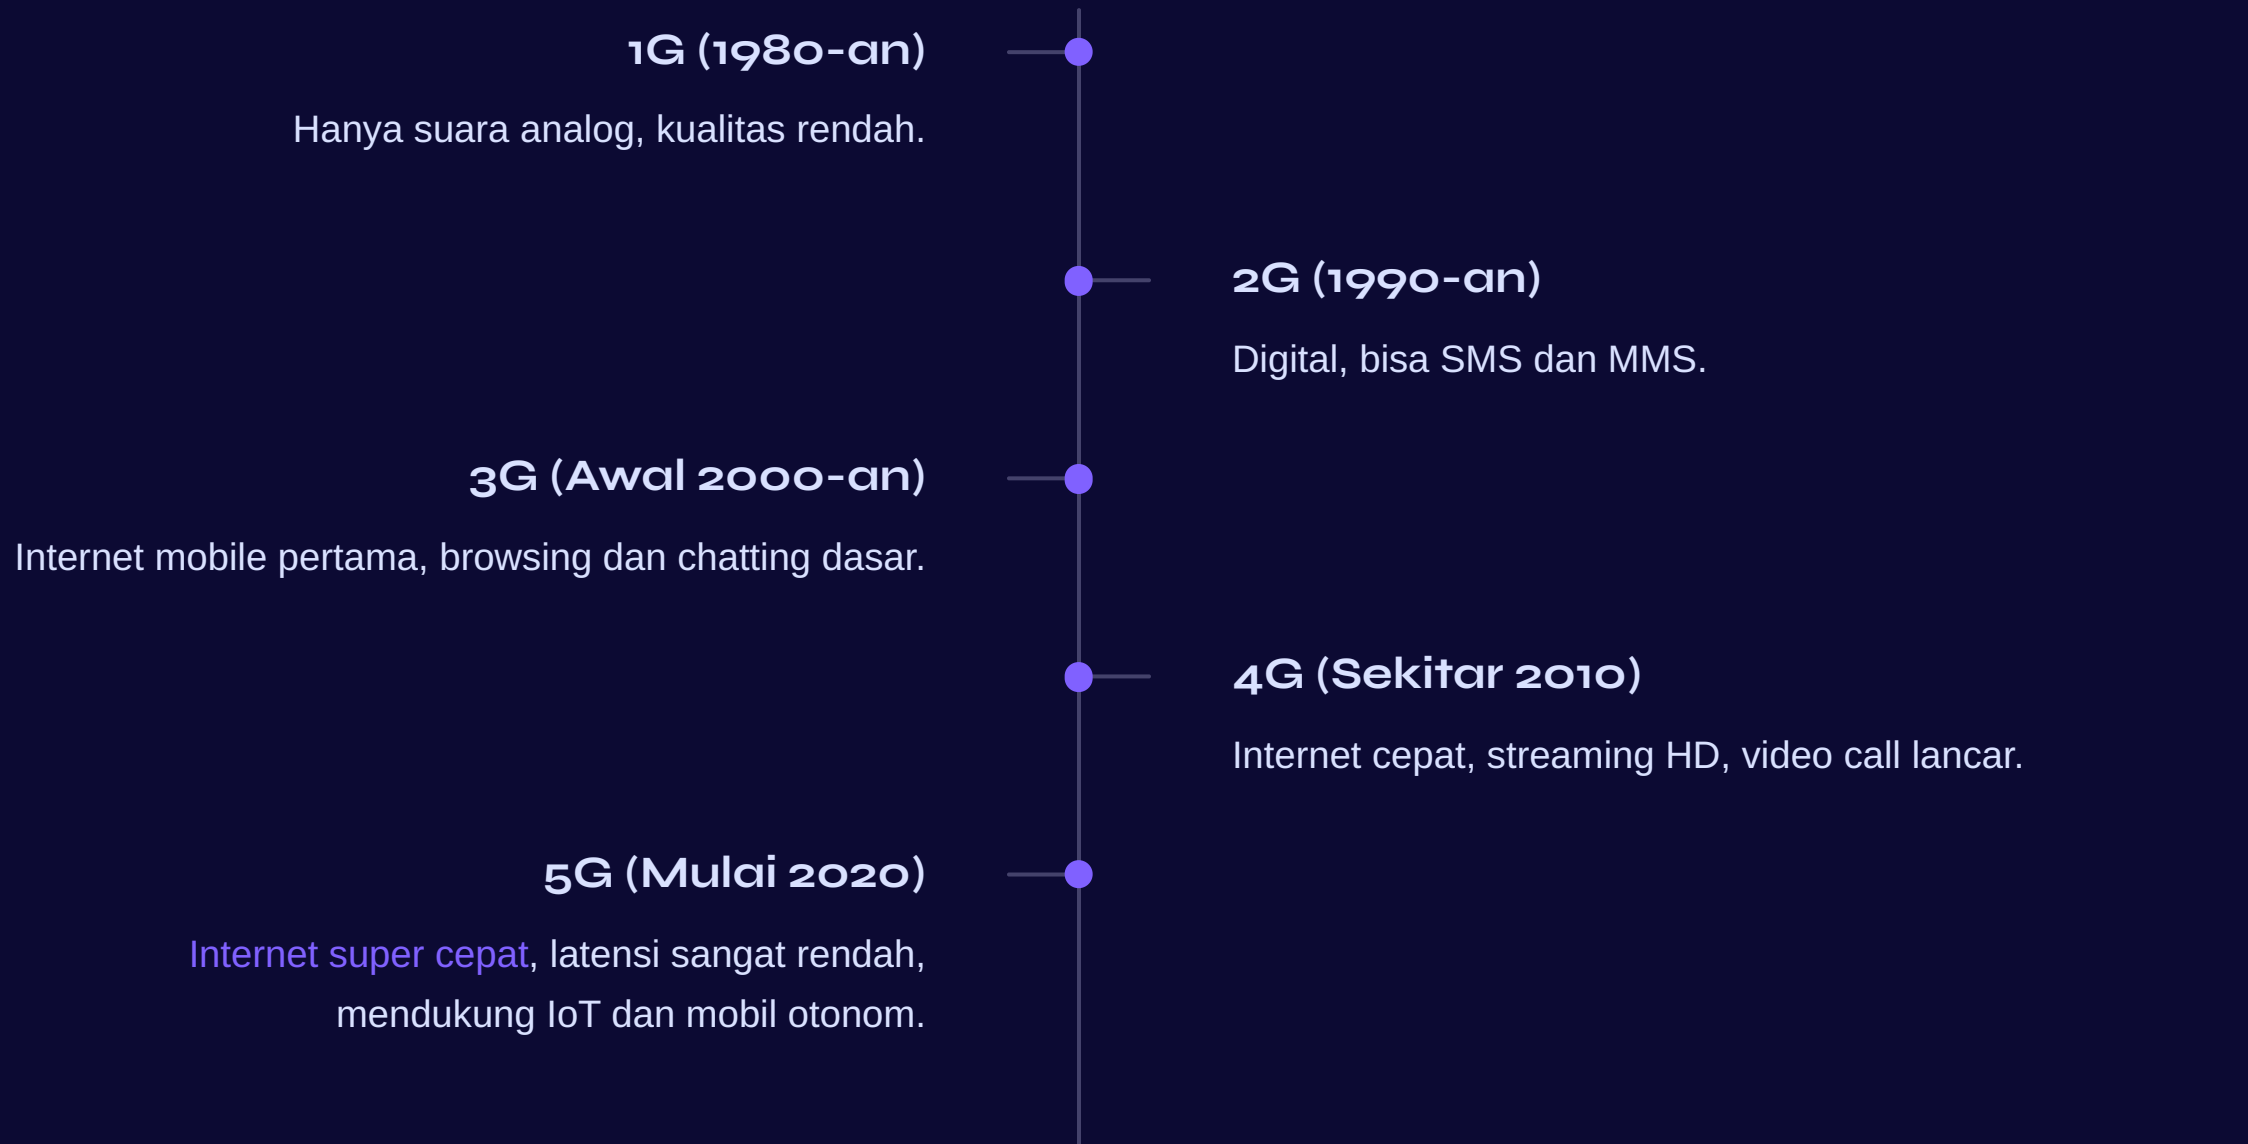 1G (1980-an)
Hanya suara analog, kualitas rendah.
2G (1990-an)
Digital, bisa SMS dan MMS.
3G (Awal 2000-an)
Internet mobile pertama, browsing dan chatting dasar.
4G (Sekitar 2010)
Internet cepat, streaming HD, video call lancar.
5G (Mulai 2020)
Internet super cepat, latensi sangat rendah,
mendukung IoT dan mobil otonom.